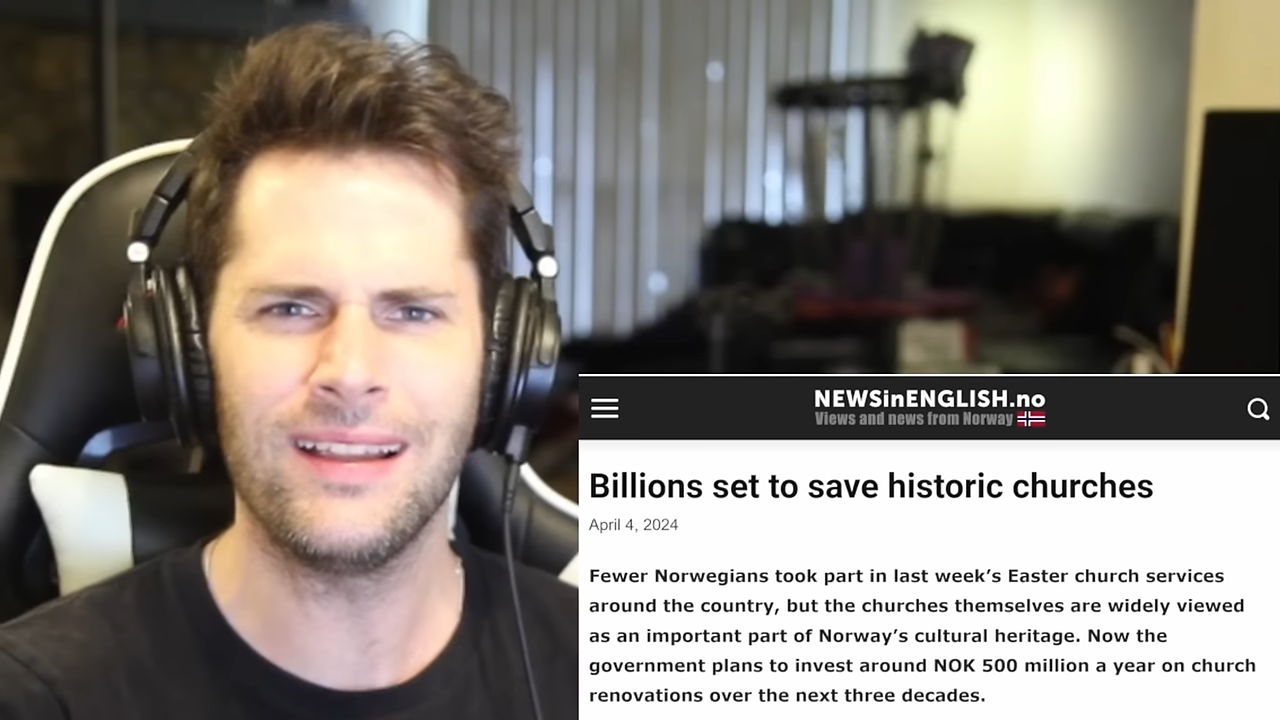 NEWSinENGLISH.no
Views and news from Norway
Billions set to save historic churches
April 4, 2024
Fewer Norwegians took part in last week's Easter church services
around the country, but the churches themselves are widely viewed
as an important part of Norway's cultural heritage. Now the
government plans to invest around NOK 500 million a year on church
renovations over the next three decades.